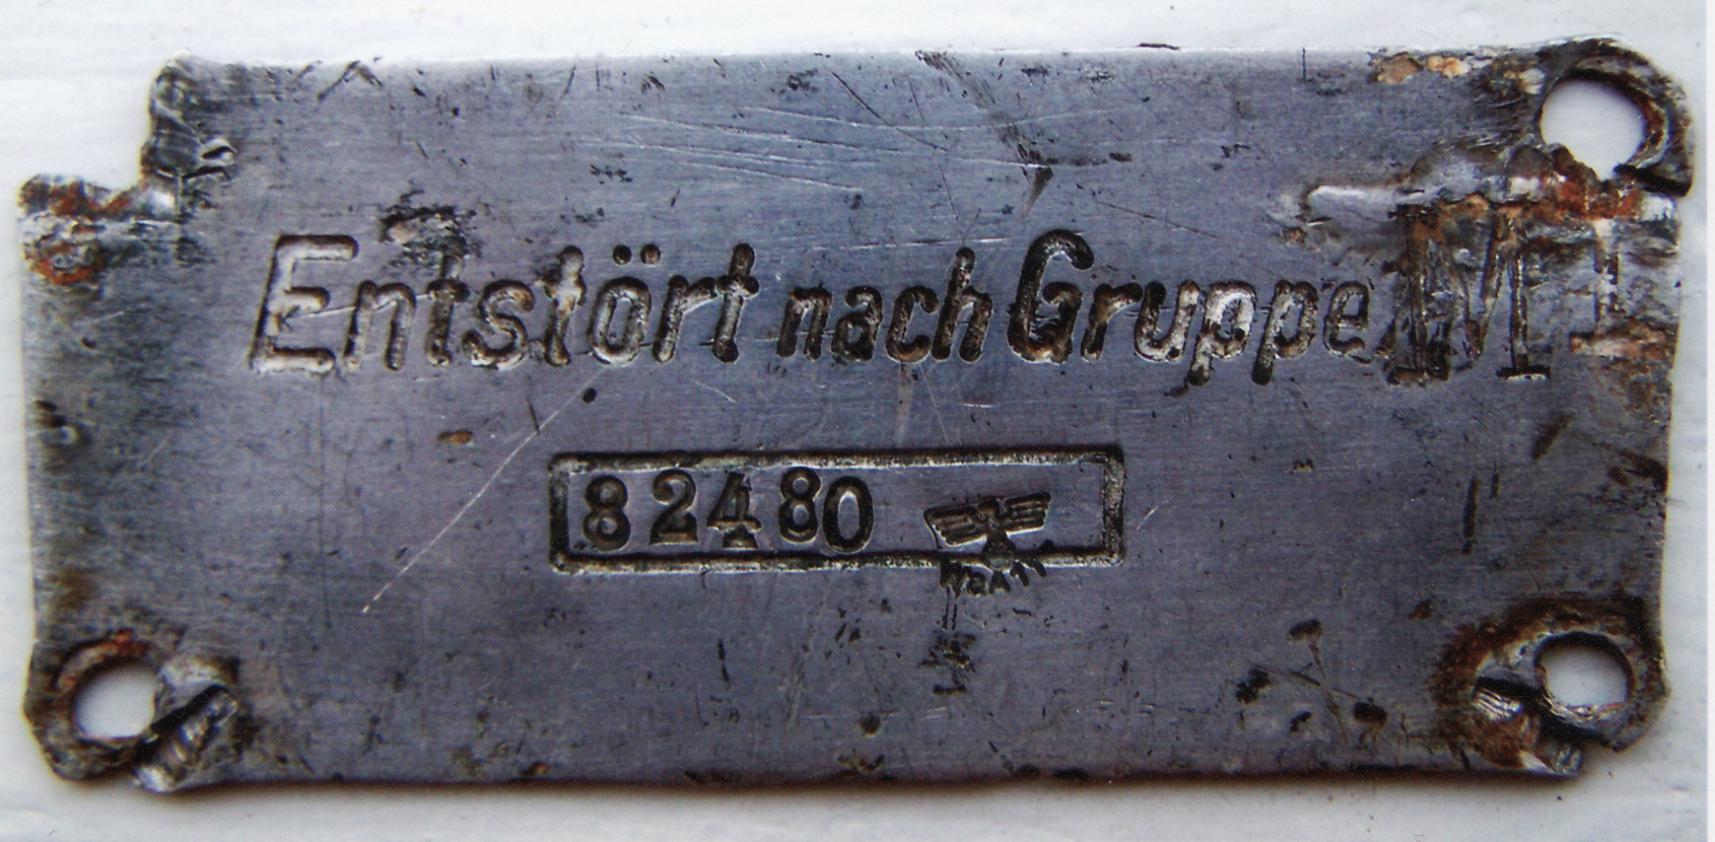 Entstört nach Gruppe
82480